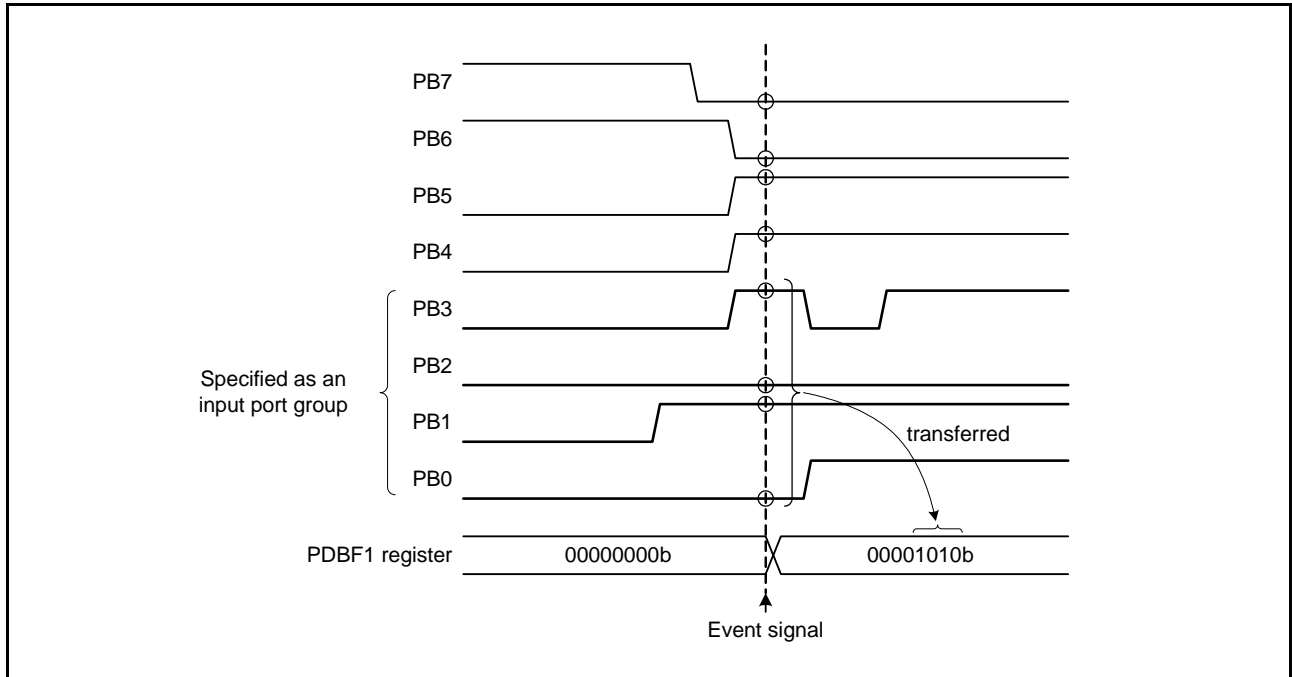 PB7
PB6
PB5
PB4
PB3
PB2
Specified as an
input port group
PB1
transferred
PB0
PDBF1 register
000000000b
00001010b
Event signal